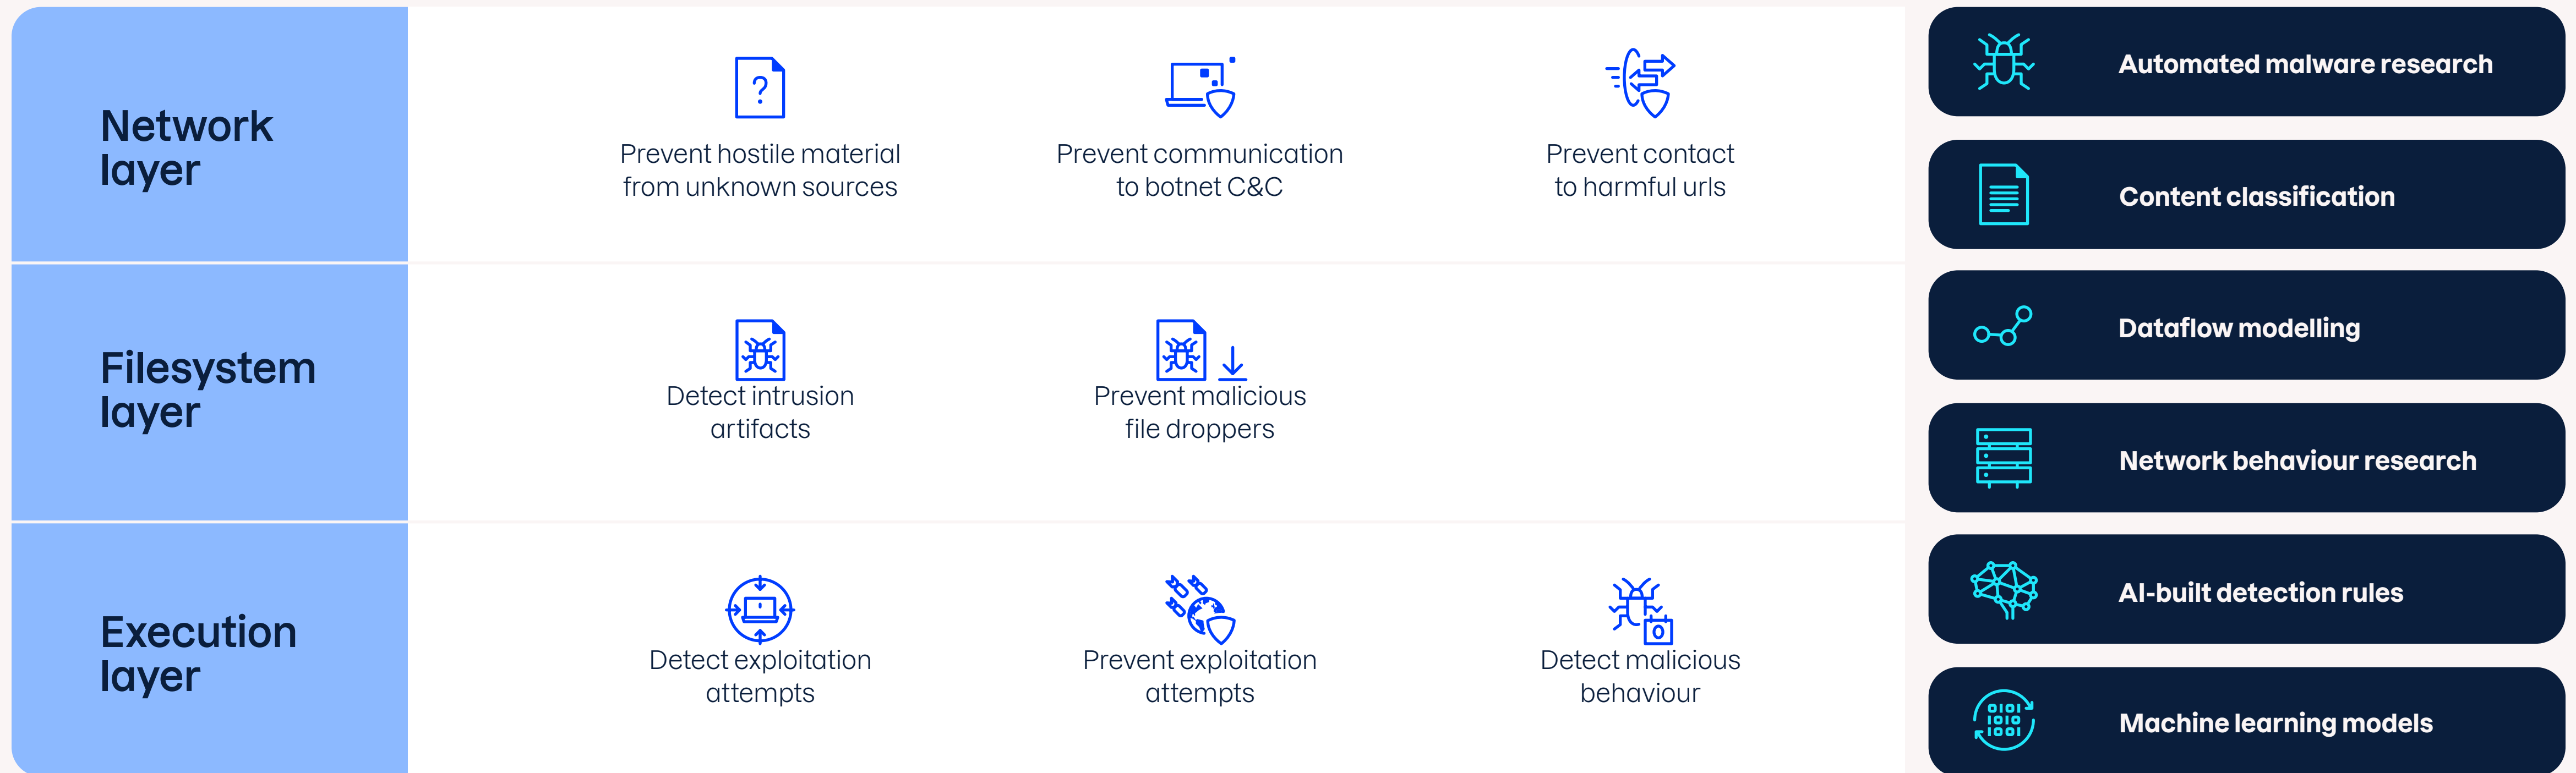 Network
layer
Prevent hostile material
from unknown sources
Prevent communication
to botnet C&C
Prevent contact
to harmful urls
Filesystem
layer
Detect intrusion
artifacts
Prevent malicious
file droppers
Execution
layer
Detect exploitation
attempts
Prevent exploitation
attempts
Detect malicious
behaviour
Automated malware research
Content classification
Dataflow modelling
Network behaviour research
AI-built detection rules
Machine learning models